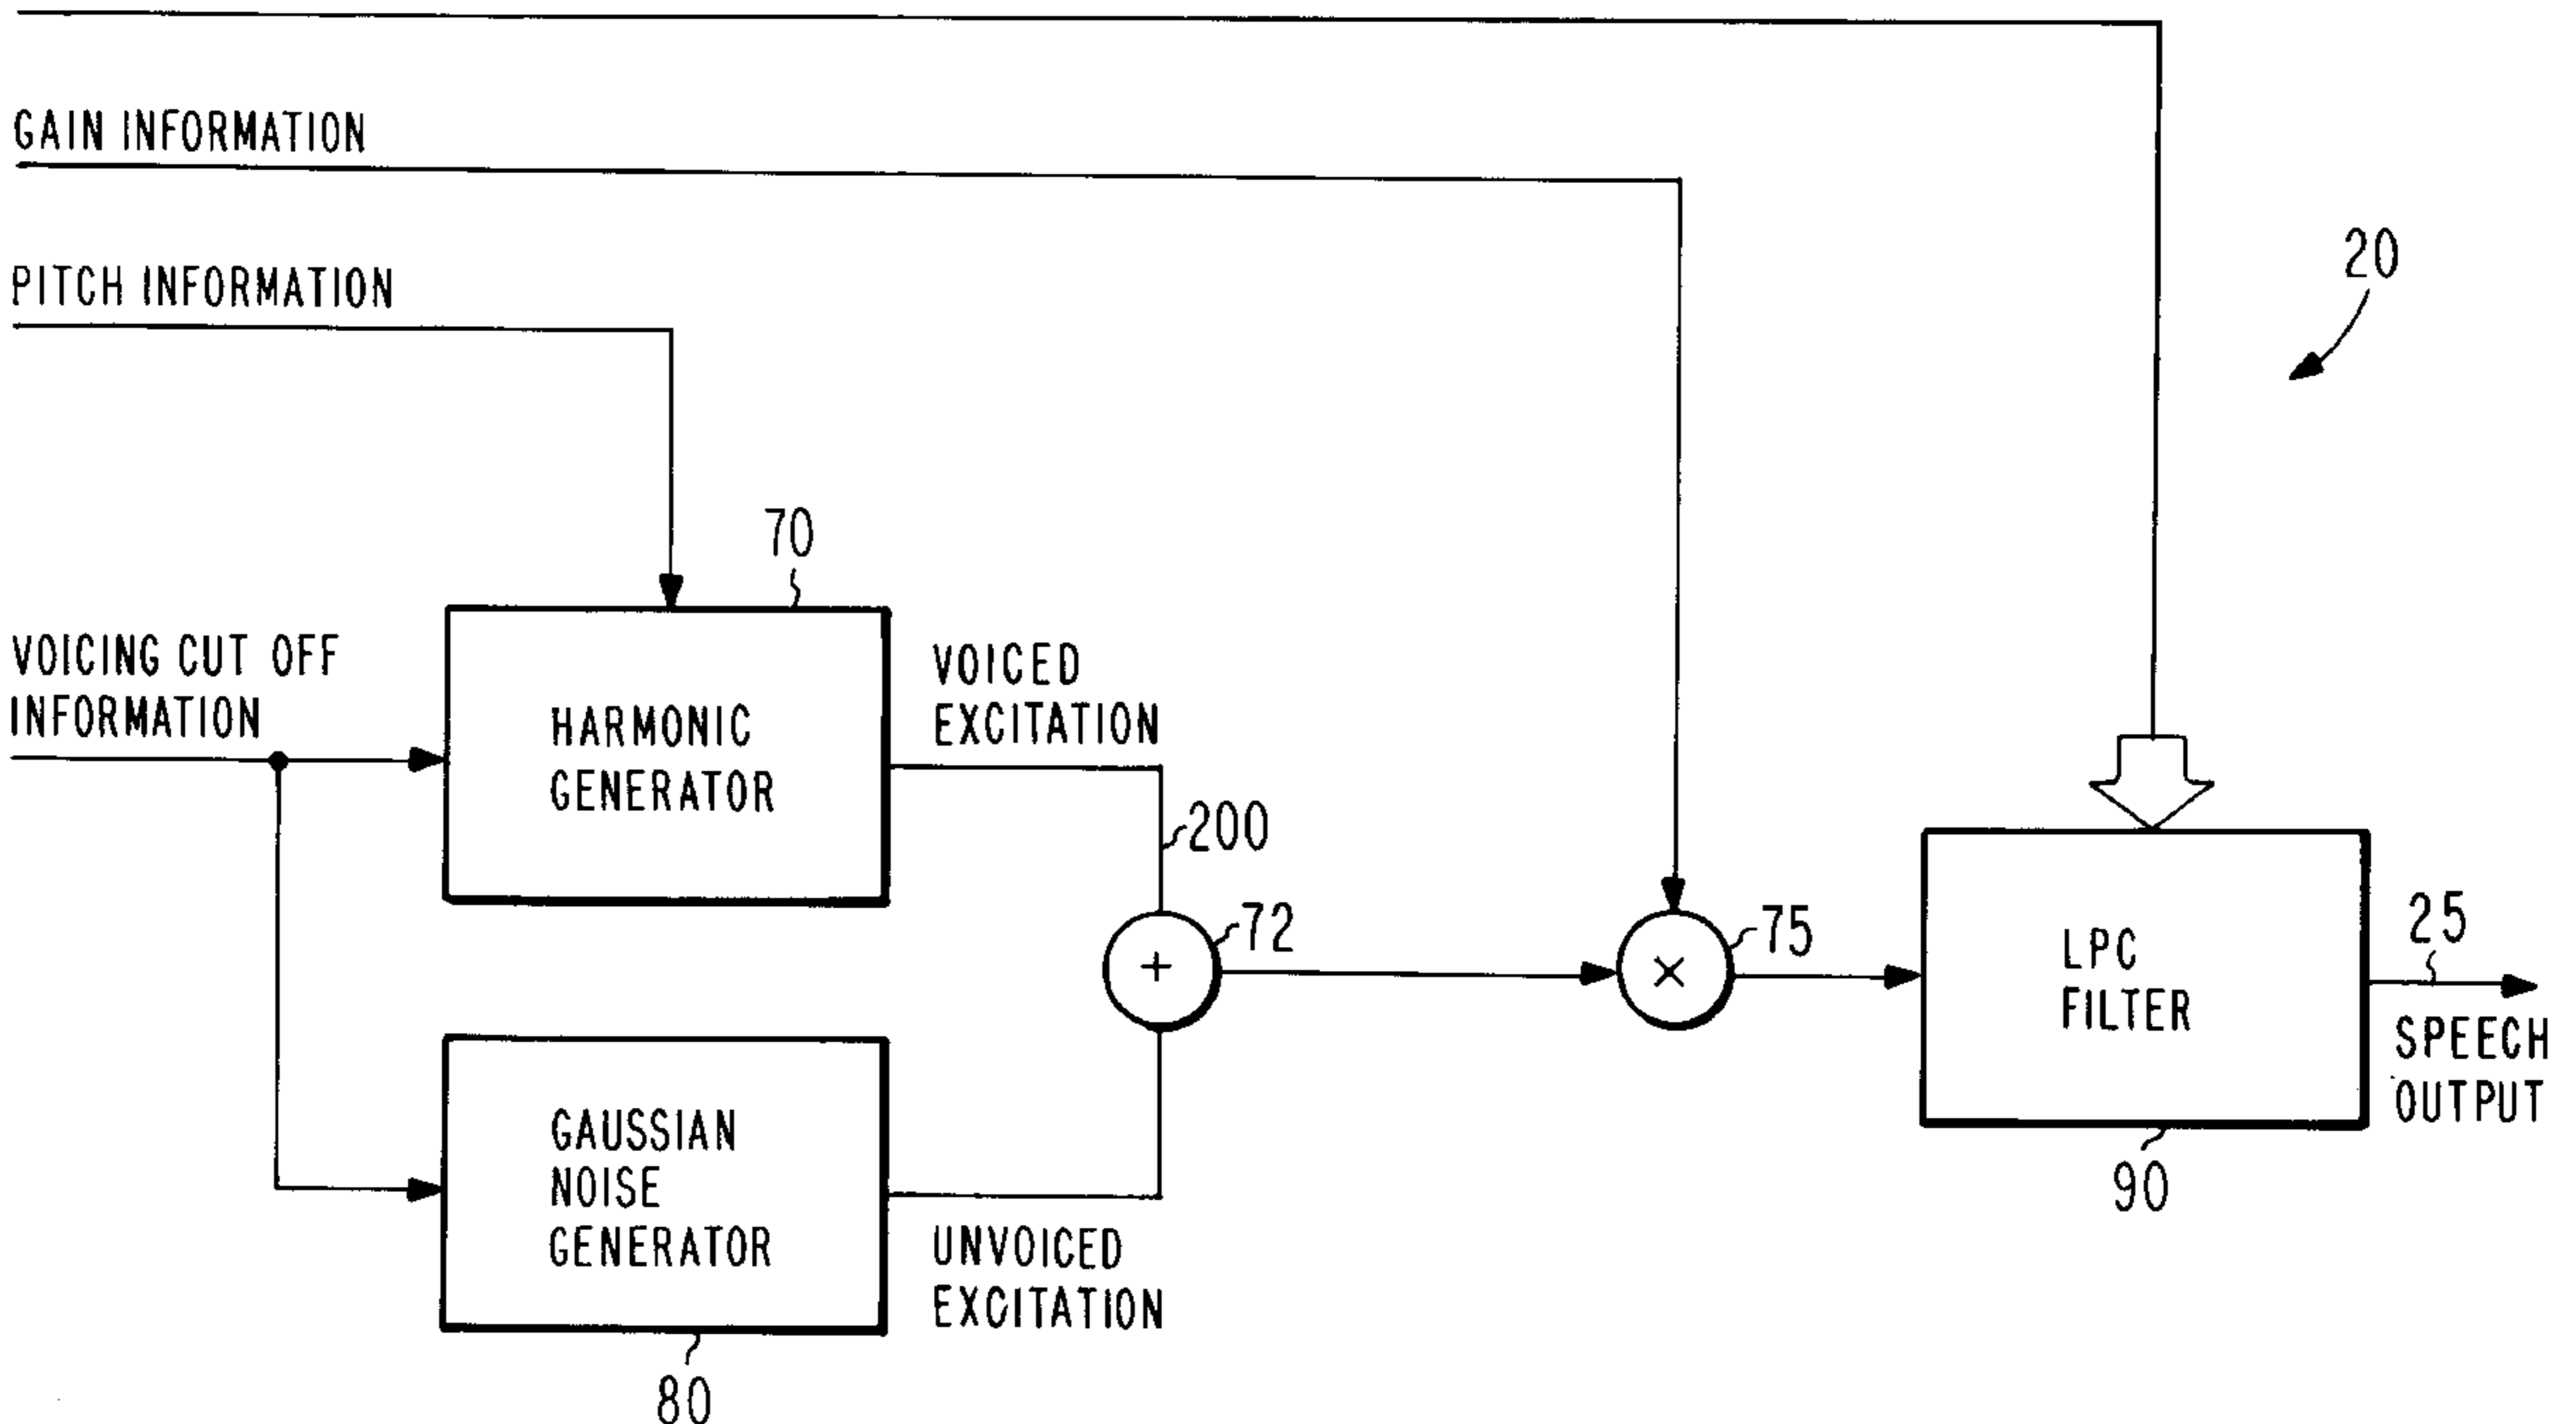 GAIN INFORMATION
PITCH INFORMATION
20
70
VOICING CUT OFF
INFORMATION
HARMONIC
GENERATOR
VOICED
EXCITATION
200
72
+
75
×
LPC
FILTER
25
SPEECH
OUTPUT
90
GAUSSIAN
NOISE
GENERATOR
UNVOICED
EXCITATION
80